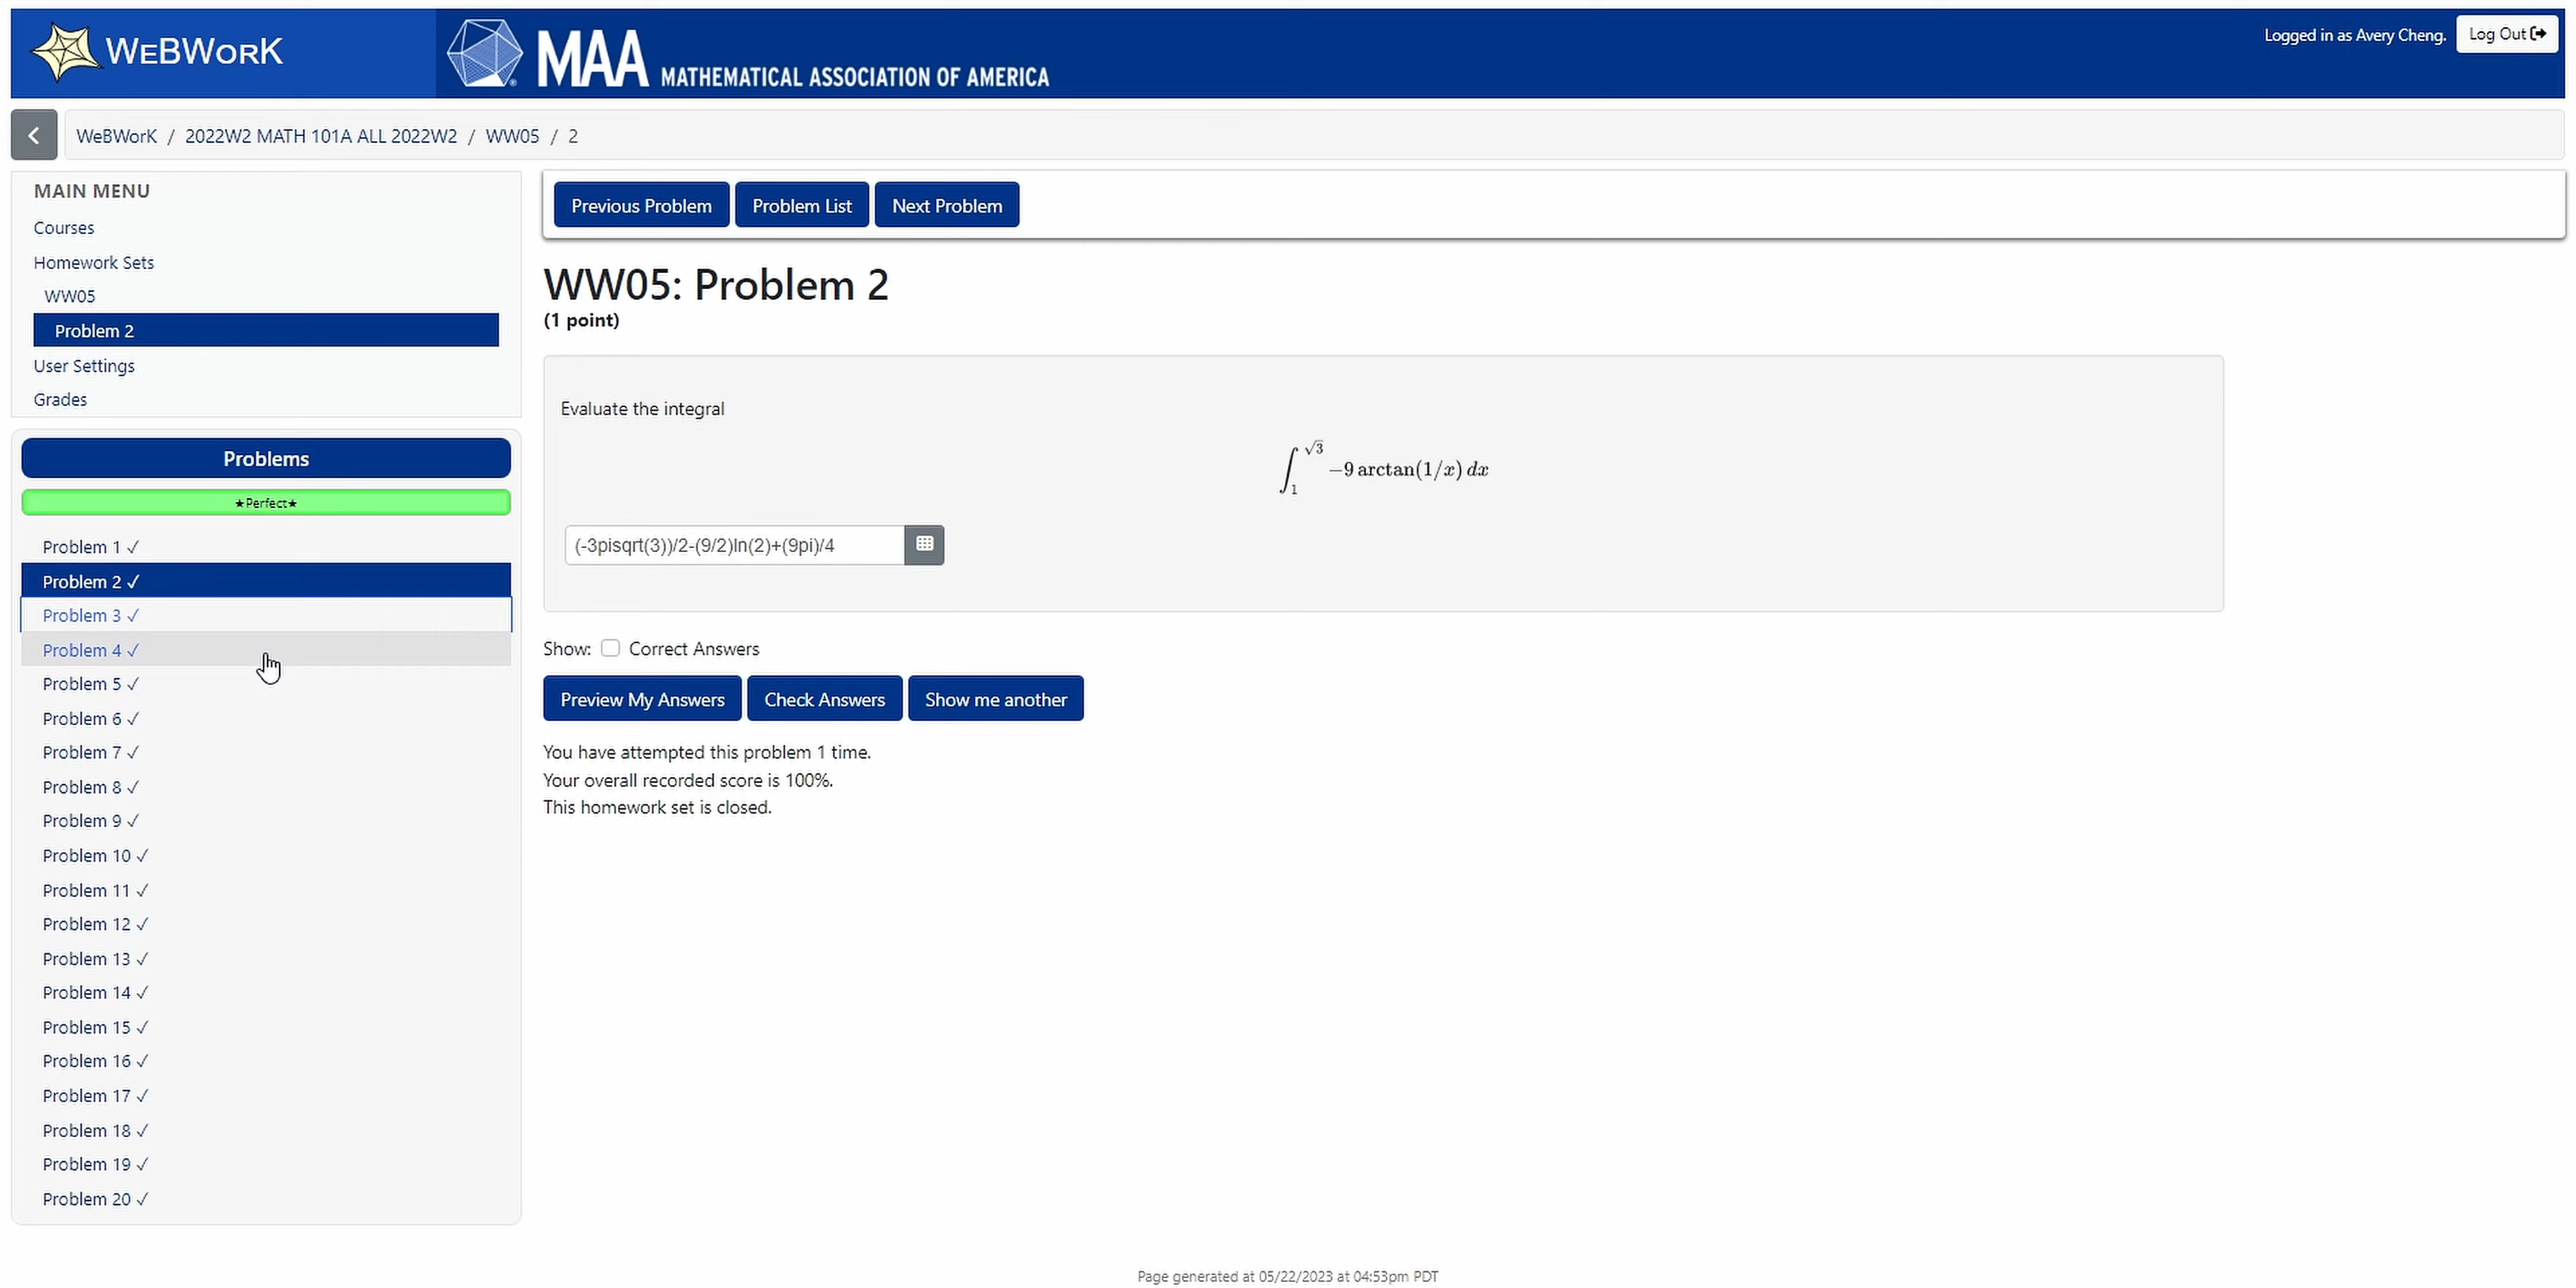 WeBWorK
MAA MATHEMATICAL ASSOCIATION OF AMERICA
Logged in as Avery Cheng.
Log Out
WeBWorK / 2022W2 MATH 101A ALL 2022W2 / WW05 / 2
MAIN MENU
Courses
Homework Sets
WW05
Problem 2
User Settings
Grades
Problems
★Perfect★
Problem 1 ✓
Problem 2 ✓
Problem 3 ✓
Problem 4 ✓
Problem 5 ✓
Problem 6 ✓
Problem 7 ✓
Problem 8 ✓
Problem 9 ✓
Problem 10 ✓
Problem 11 ✓
Problem 12 ✓
Problem 13 ✓
Problem 14 ✓
Problem 15 ✓
Problem 16 ✓
Problem 17 ✓
Problem 18 ✓
Problem 19 ✓
Problem 20 ✓
Previous Problem
Problem List
Next Problem
WW05: Problem 2
(1 point)
Evaluate the integral
∫₁^√3 −9 arctan(1/x) dx
(-3pisqrt(3))/2-(9/2)ln(2)+(9pi)/4
Show: Correct Answers
Preview My Answers
Check Answers
Show me another
You have attempted this problem 1 time.
Your overall recorded score is 100%.
This homework set is closed.
Page generated at 05/22/2023 at 04:53pm PDT